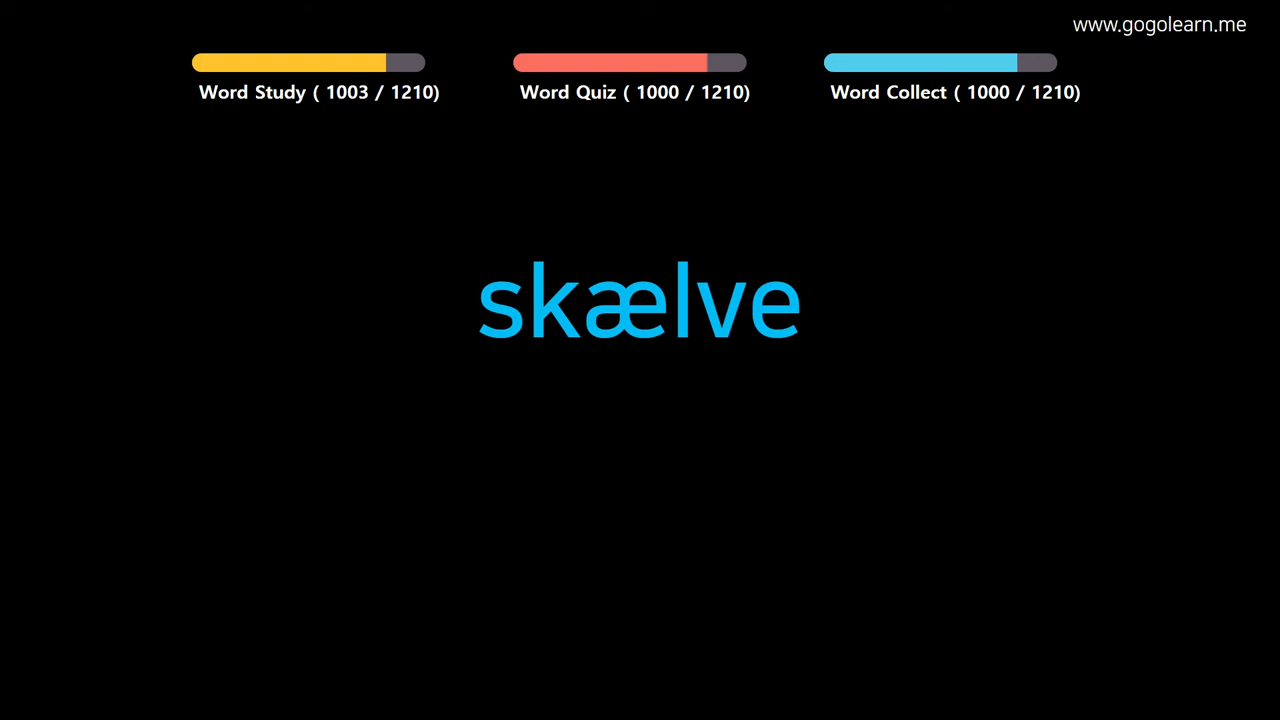 www.gogolearn.me
Word Study ( 1003 / 1210)
Word Quiz ( 1000 / 1210)
Word Collect ( 1000 / 1210)
skælve